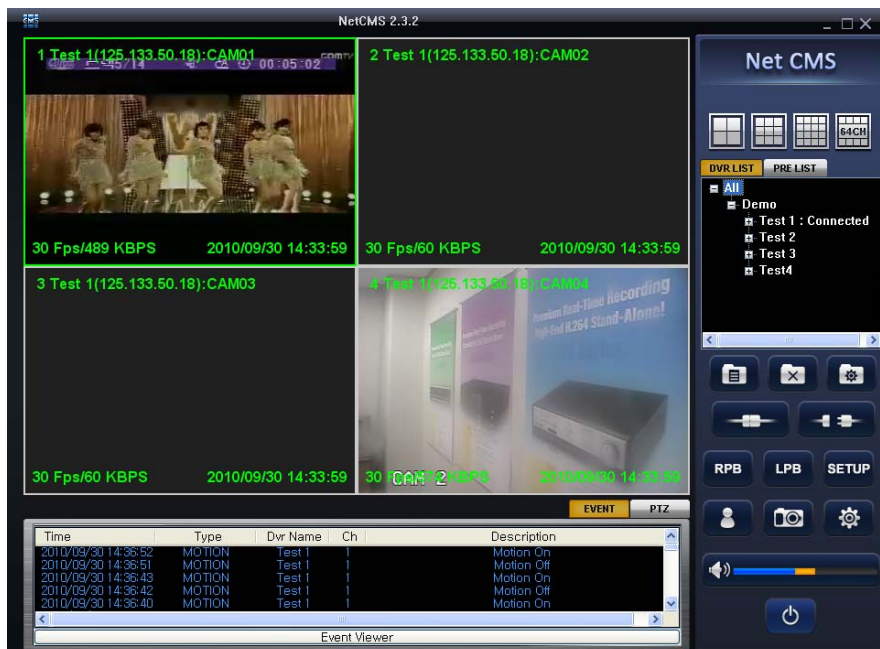 NetCMS 2.3.2
1 Test 1(125.133.50.18):CAM01
5/14
00:05:02
2 Test 1(125.133.50.18):CAM02
30 Fps/489 KBPS 2010/09/30 14:33:59
30 Fps/60 KBPS 2010/09/30 14:33:59
3 Test 1(125.133.50.18):CAM03
4 Test 1(125.133.50.18):CAM04
Premium Real-Time Recording
High-End H.264 Stand-Alone!
30 Fps/60 KBPS 2010/09/30 14:33:59
CAM 2
2010/09/30 14:33:59
Net CMS
64CH
DVR LIST PRE LIST
All
Demo
Test 1 : Connected
Test 2
Test 3
Test4
RPB LPB SETUP
EVENT PTZ
Time Type Dvr Name Ch Description
2010/09/30 14:36:52 MOTION Test 1 1 Motion On
2010/09/30 14:36:51 MOTION Test 1 1 Motion Off
2010/09/30 14:36:43 MOTION Test 1 1 Motion On
2010/09/30 14:36:42 MOTION Test 1 1 Motion Off
2010/09/30 14:36:40 MOTION Test 1 1 Motion On
Event Viewer